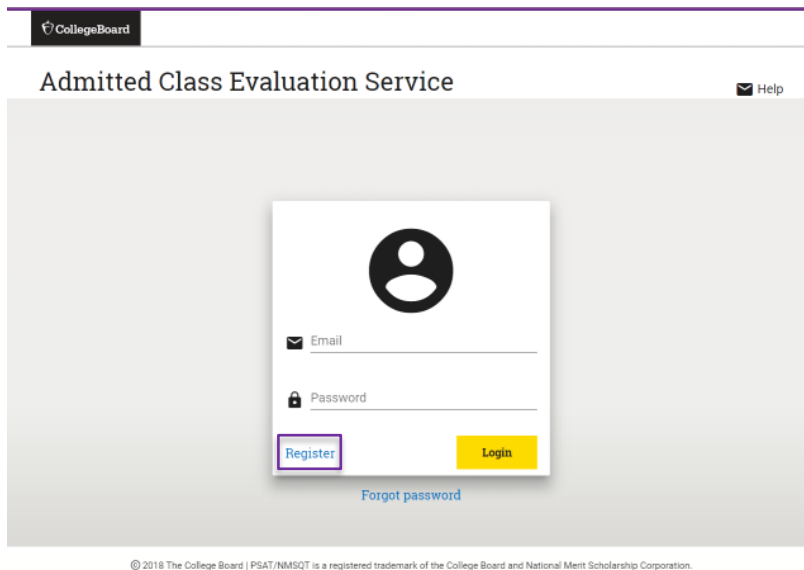 CollegeBoard
Admitted Class Evaluation Service
Help
Email
Password
Register
Login
Forgot password
© 2018 The College Board | PSAT/NMSQT is a registered trademark of the College Board and National Merit Scholarship Corporation.